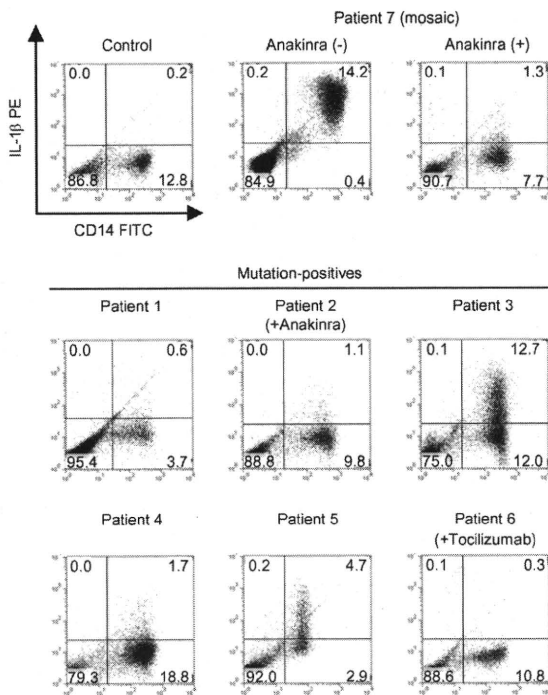 Patient 7 (mosaic)
Control Anakinra (-) Anakinra (+)
0.0 0.2 0.2 14.2 0.1 1.3
IL-1β PE
86.8 12.8 84.9 0.4 90.7 7.7
CD14 FITC
Mutation-positives
Patient 1 Patient 2 Patient 3
(+Anakinra)
0.0 0.6 0.0 1.1 0.1 12.7
95.4 3.7 88.8 9.8 75.0 12.0
Patient 4 Patient 5 Patient 6
(+Tocilizumab)
0.0 1.7 0.2 4.7 0.1 0.3
79.3 18.8 92.0 2.9 88.6 10.8